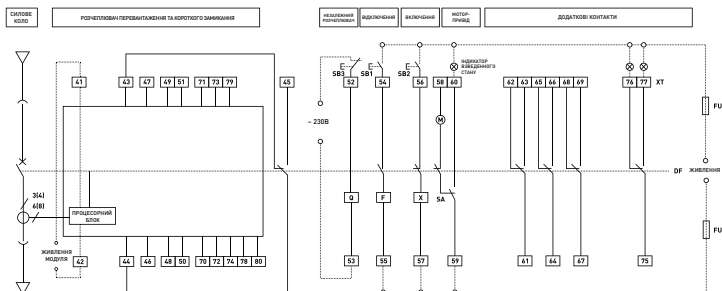 СИЛОВЕ
КОЛО
РОЗЧЕПЛЮВАЧ ПЕРЕВАНТАЖЕННЯ ТА КОРОТКОГО ЗАМИКАННЯ
НЕЗАЛЕЖНИЙ
РОЗЧЕПЛЮВАЧ
ВІДКЛЮЧЕННЯ
ВКЛЮЧЕННЯ
МОТОР-
ПРИВІД
ДОДАТКОВІ КОНТАКТИ
ІНДИКАТОР
ВЗВЕДЕННОГО
СТАНУ
SB3 SB1 SB2
41 43 47 49 51 71 73 79 45 52 54 56 58 60 62 63 65 66 68 69 76 77 XT
FU
~ 230В
M
DF ЖИВЛЕННЯ
3(4)
6(8)
Q F X SA
ПРОЦЕСОРНИЙ
БЛОК
FU
ЖИВЛЕННЯ
МОДУЛЯ
42 44 46 48 50 70 72 74 78 80 53 55 57 59 61 64 67 75